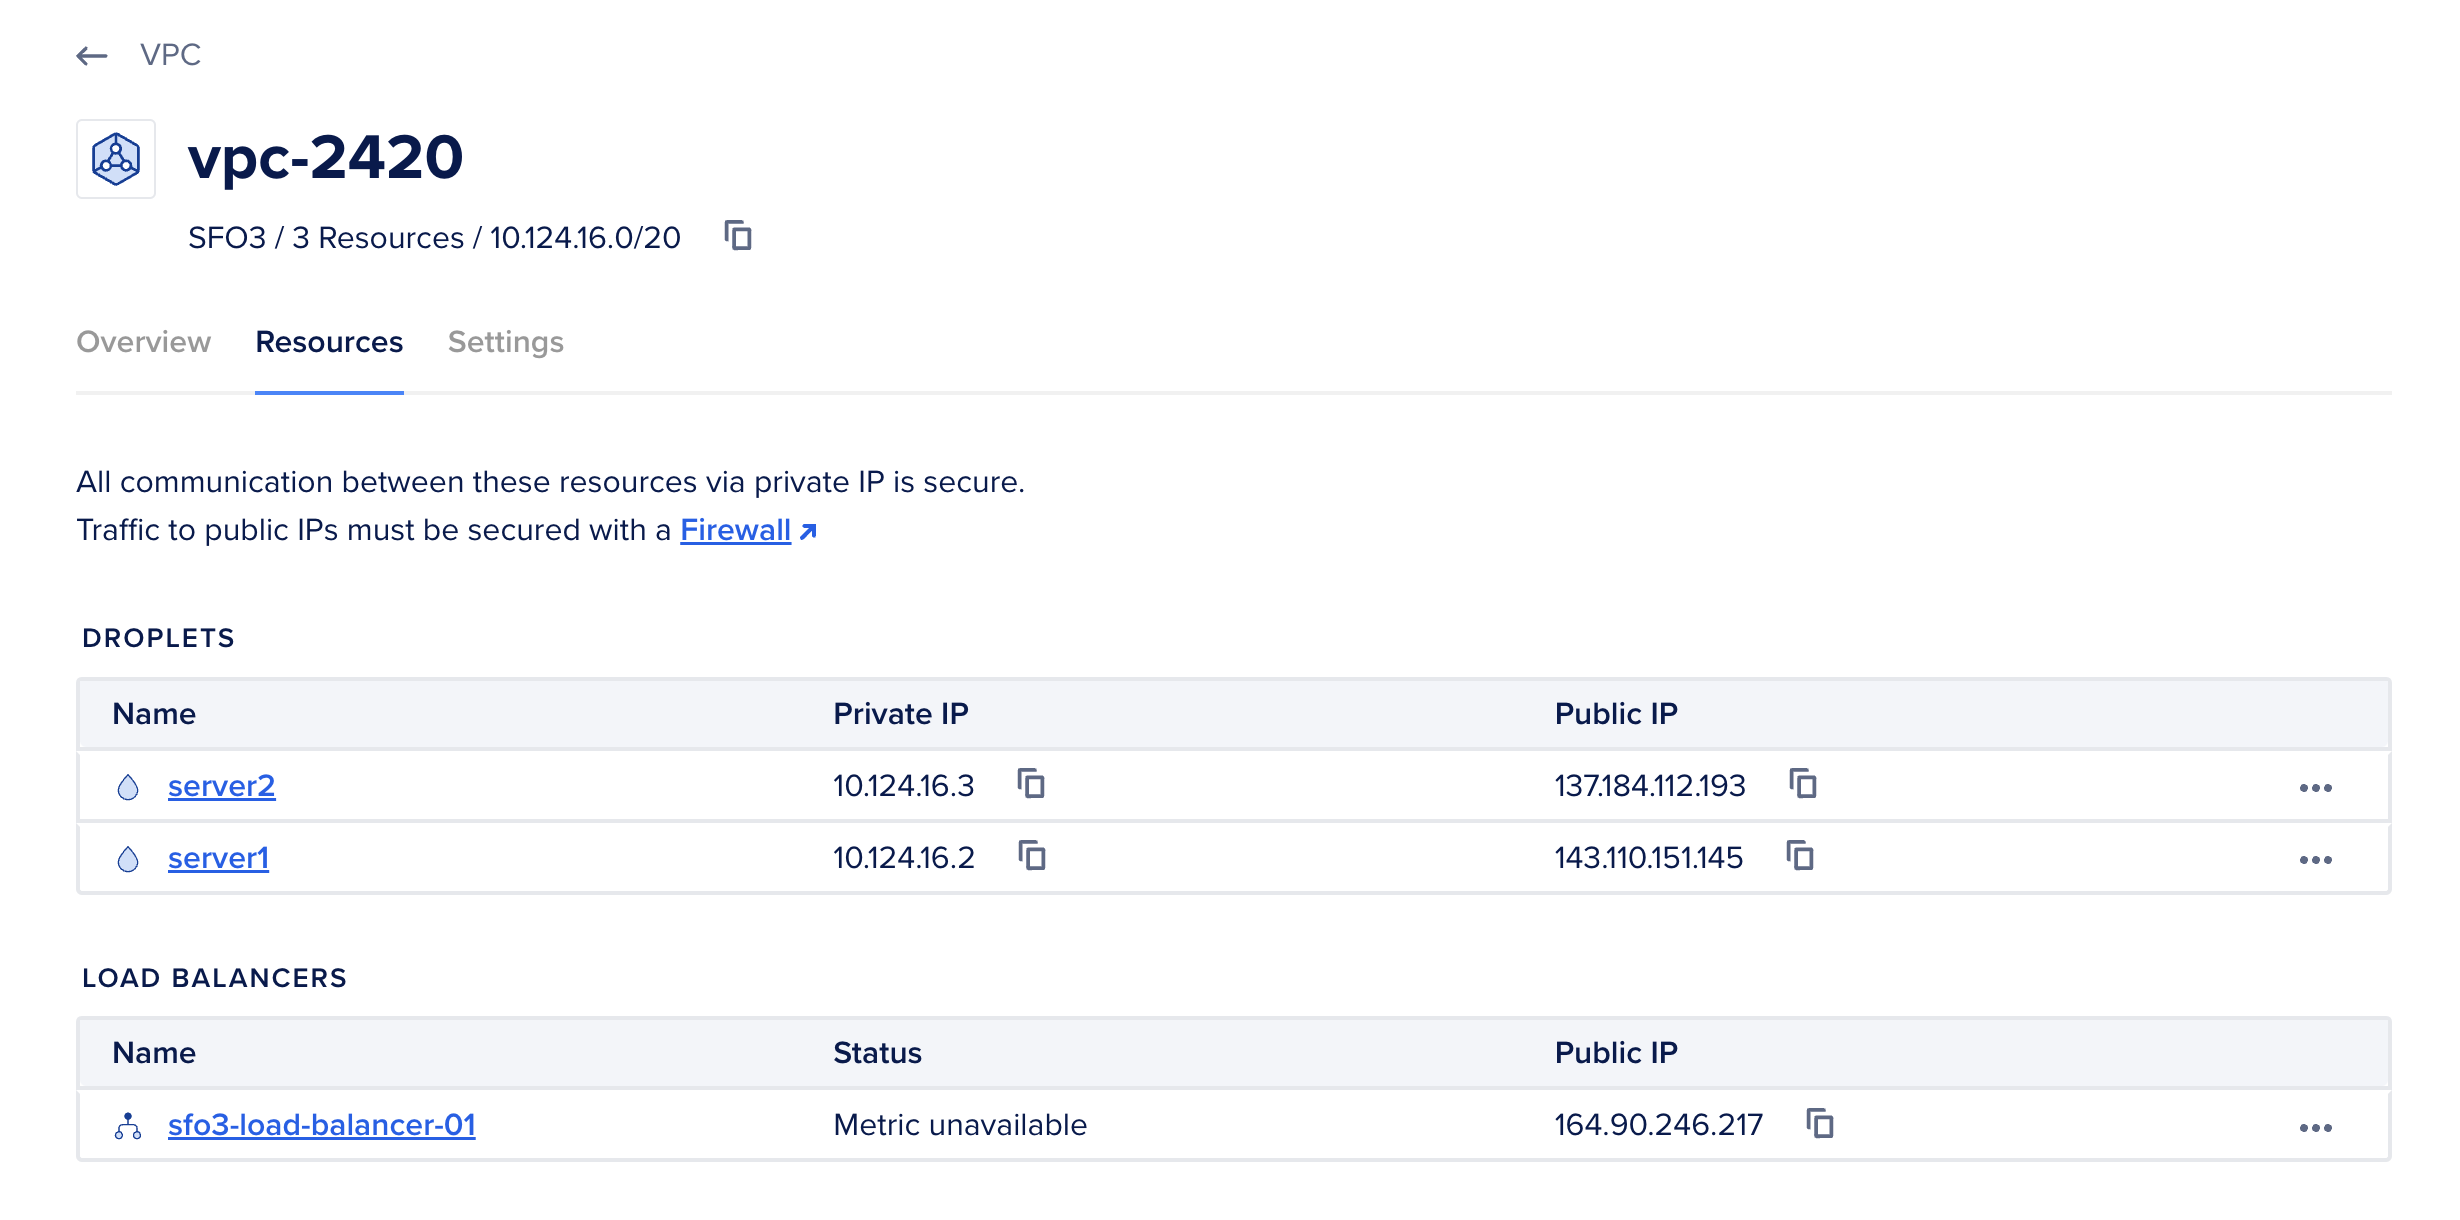 VPC
vpc-2420
SFO3 / 3 Resources / 10.124.16.0/20
Overview Resources Settings
All communication between these resources via private IP is secure.
Traffic to public IPs must be secured with a Firewall
DROPLETS
Name Private IP Public IP
server2 10.124.16.3 137.184.112.193
server1 10.124.16.2 143.110.151.145
LOAD BALANCERS
Name Status Public IP
sfo3-load-balancer-01 Metric unavailable 164.90.246.217